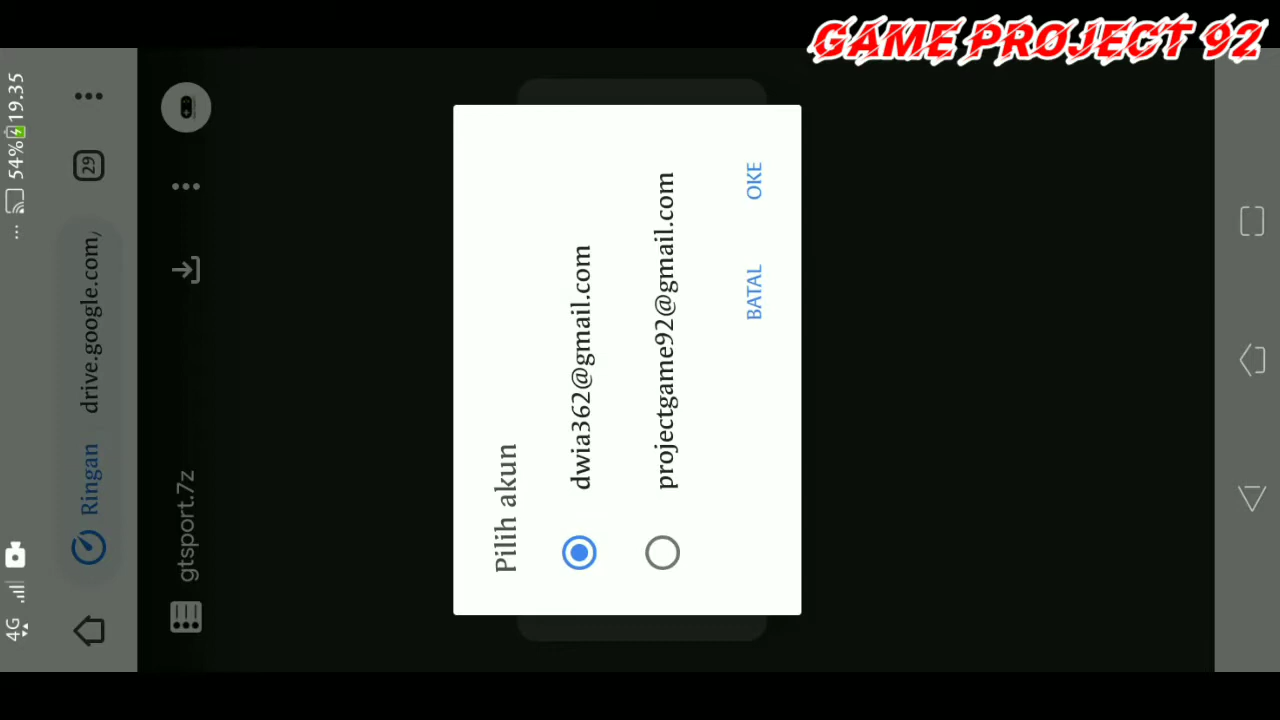 GAME PROJECT 92
4G 54% 19.35
Ringan drive.google.com/ 29
gtsport.7z
Pilih akun
dwia362@gmail.com
projectgame92@gmail.com
BATAL OKE